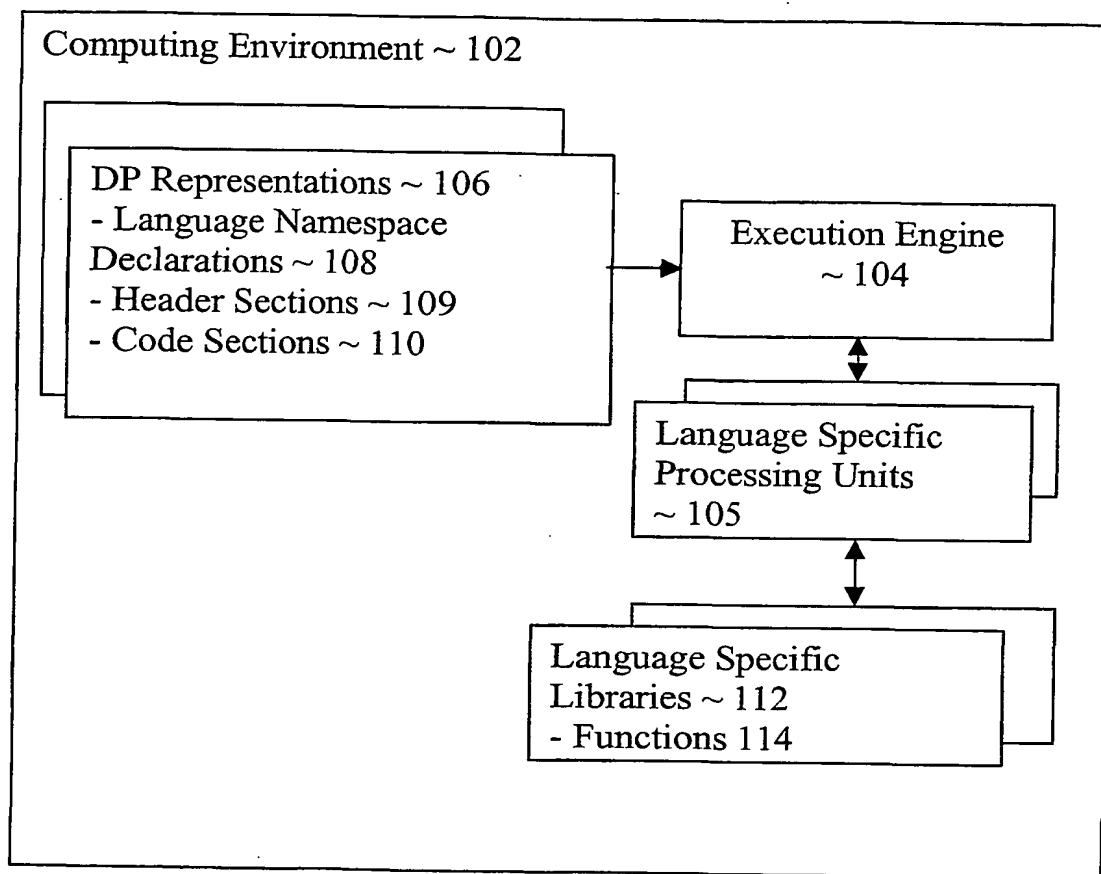 Computing Environment ~ 102
DP Representations ~ 106
- Language Namespace
Declarations ~ 108
- Header Sections ~ 109
- Code Sections ~ 110
Execution Engine
~ 104
Language Specific
Processing Units
~ 105
Language Specific
Libraries ~ 112
- Functions 114